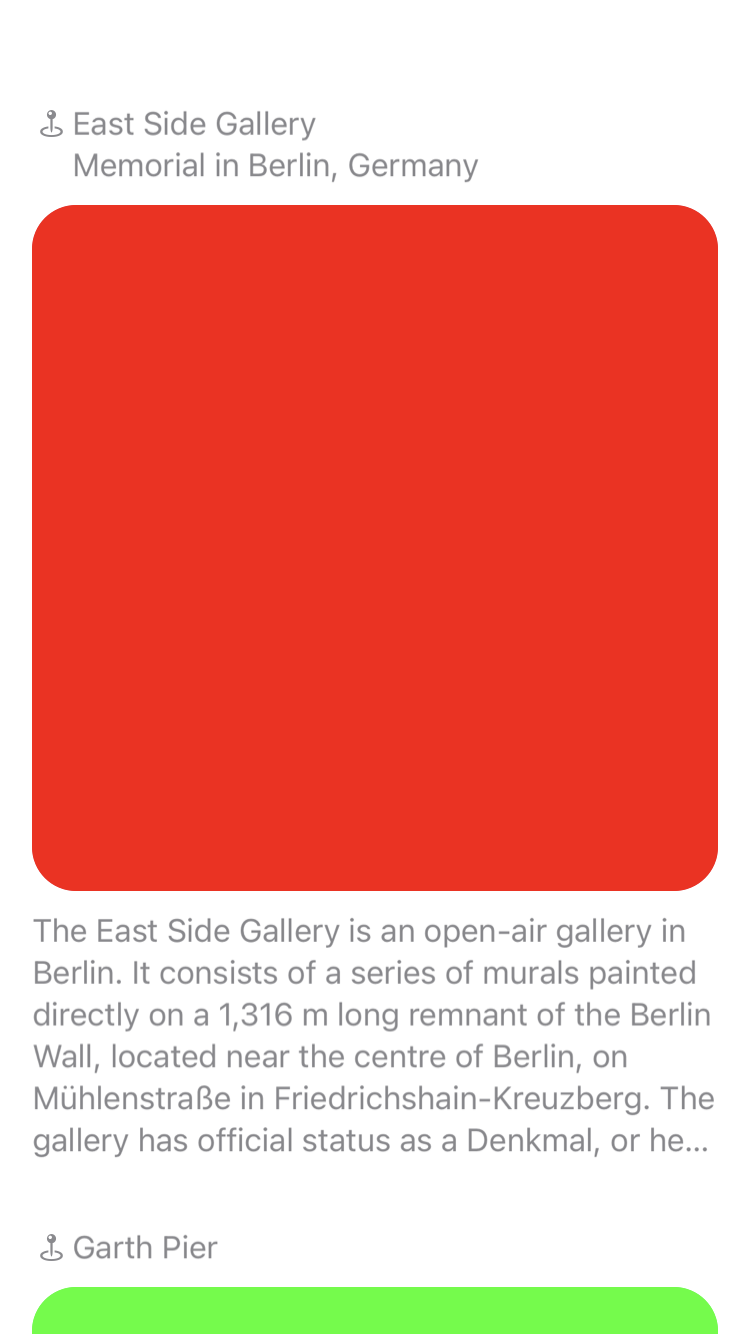 East Side Gallery
Memorial in Berlin, Germany
The East Side Gallery is an open-air gallery in
Berlin. It consists of a series of murals painted
directly on a 1,316 m long remnant of the Berlin
Wall, located near the centre of Berlin, on
Mühlenstraße in Friedrichshain-Kreuzberg. The
gallery has official status as a Denkmal, or he...
Garth Pier